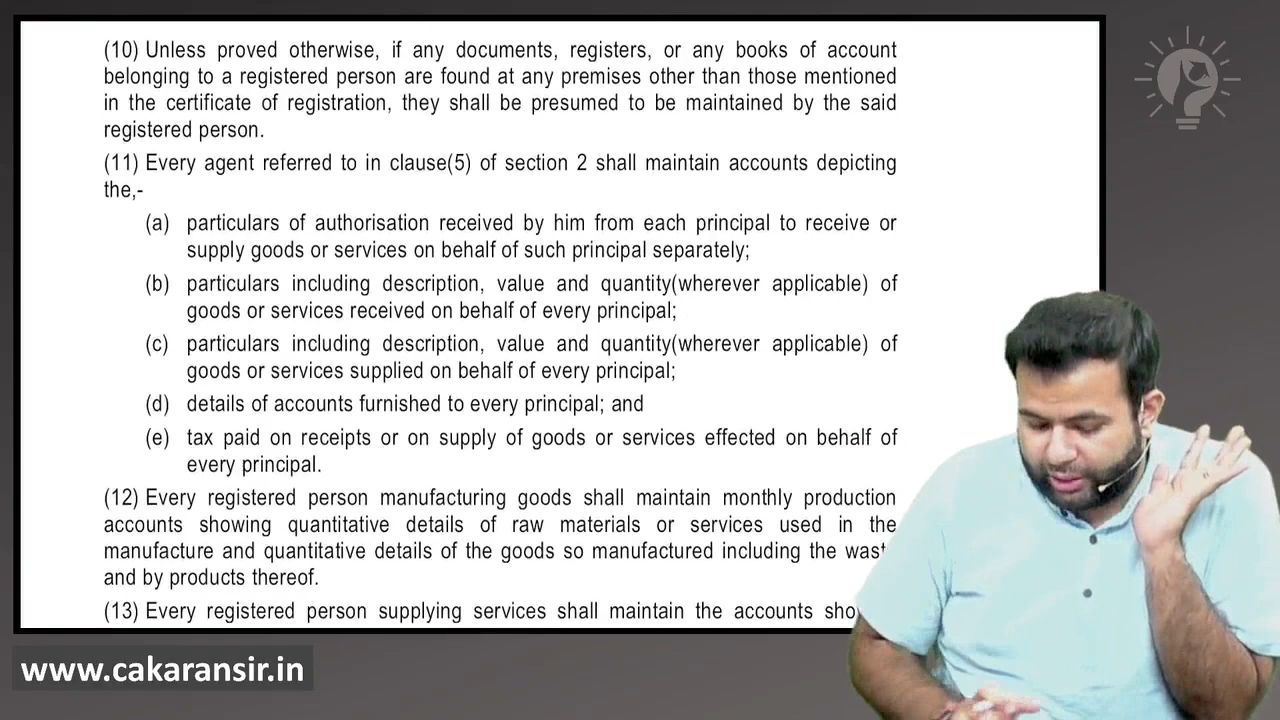 (10) Unless proved otherwise, if any documents, registers, or any books of account
belonging to a registered person are found at any premises other than those mentioned
in the certificate of registration, they shall be presumed to be maintained by the said
registered person.
(11) Every agent referred to in clause(5) of section 2 shall maintain accounts depicting
the,-
(a) particulars of authorisation received by him from each principal to receive or
supply goods or services on behalf of such principal separately;
(b) particulars including description, value and quantity(wherever applicable) of
goods or services received on behalf of every principal;
(c) particulars including description, value and quantity(wherever applicable) of
goods or services supplied on behalf of every principal;
(d) details of accounts furnished to every principal; and
(e) tax paid on receipts or on supply of goods or services effected on behalf of
every principal.
(12) Every registered person manufacturing goods shall maintain monthly production
accounts showing quantitative details of raw materials or services used in the
manufacture and quantitative details of the goods so manufactured including the
and by products thereof.
(13) Every registered person supplying services shall maintain the accounts
www.cakaransir.in